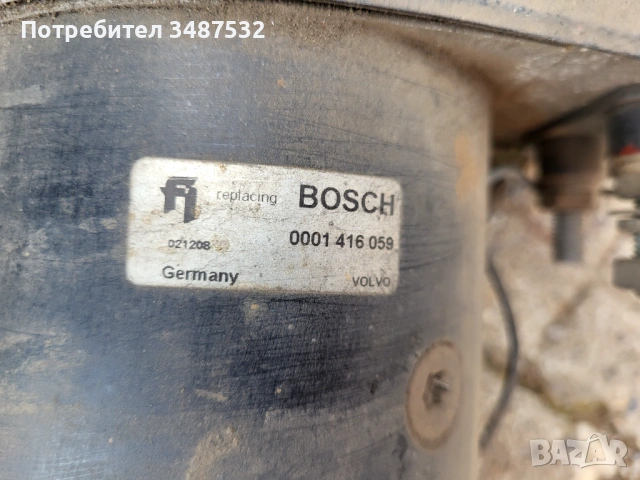 Потребител 3487532
replacing BOSCH
021208 0001 416 059
Germany VOLVO
BAZAR